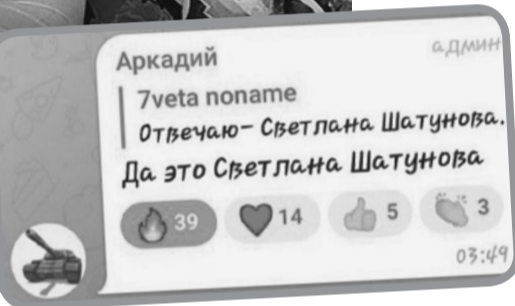 Аркадий
админ
7veta noname
Отвечаю- Светлана Шатунова.
Да это Светлана Шатунова
39
14
5
3
03:49